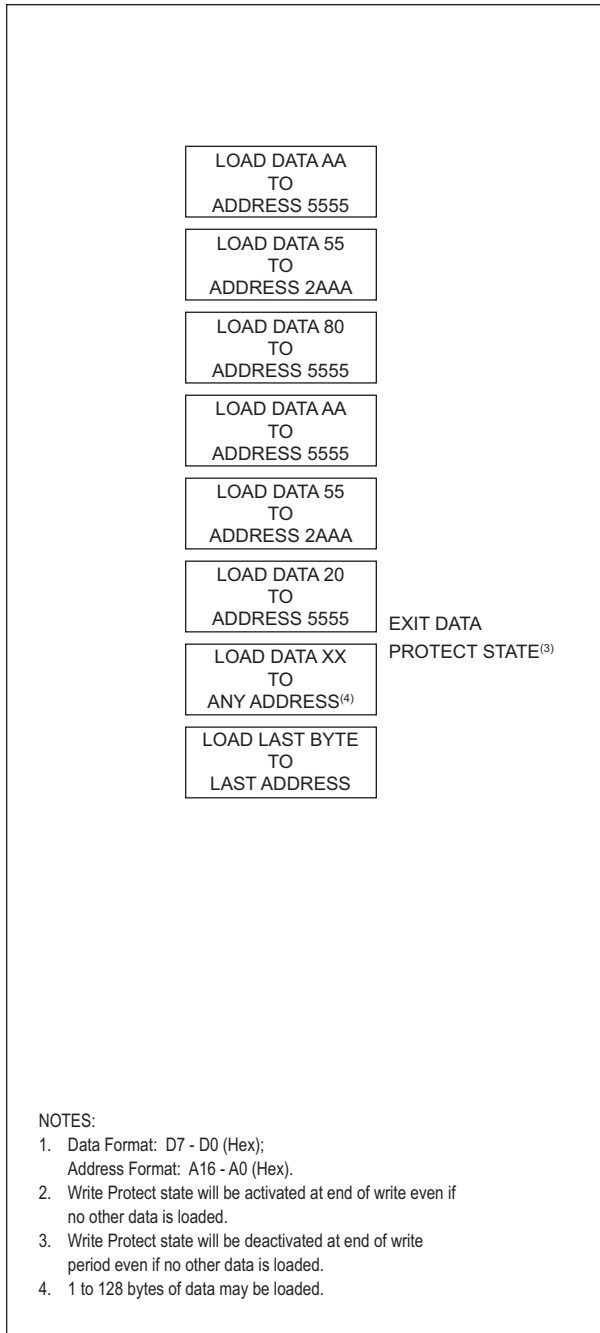 LOAD DATA AA
TO
ADDRESS 5555
LOAD DATA 55
TO
ADDRESS 2AAA
LOAD DATA 80
TO
ADDRESS 5555
LOAD DATA AA
TO
ADDRESS 5555
LOAD DATA 55
TO
ADDRESS 2AAA
LOAD DATA 20
TO
ADDRESS 5555
EXIT DATA
PROTECT STATE(3)
LOAD DATA XX
TO
ANY ADDRESS(4)
LOAD LAST BYTE
TO
LAST ADDRESS
NOTES:
1. Data Format: D7 - D0 (Hex);
Address Format: A16 - A0 (Hex).
2. Write Protect state will be activated at end of write even if
no other data is loaded.
3. Write Protect state will be deactivated at end of write
period even if no other data is loaded.
4. 1 to 128 bytes of data may be loaded.